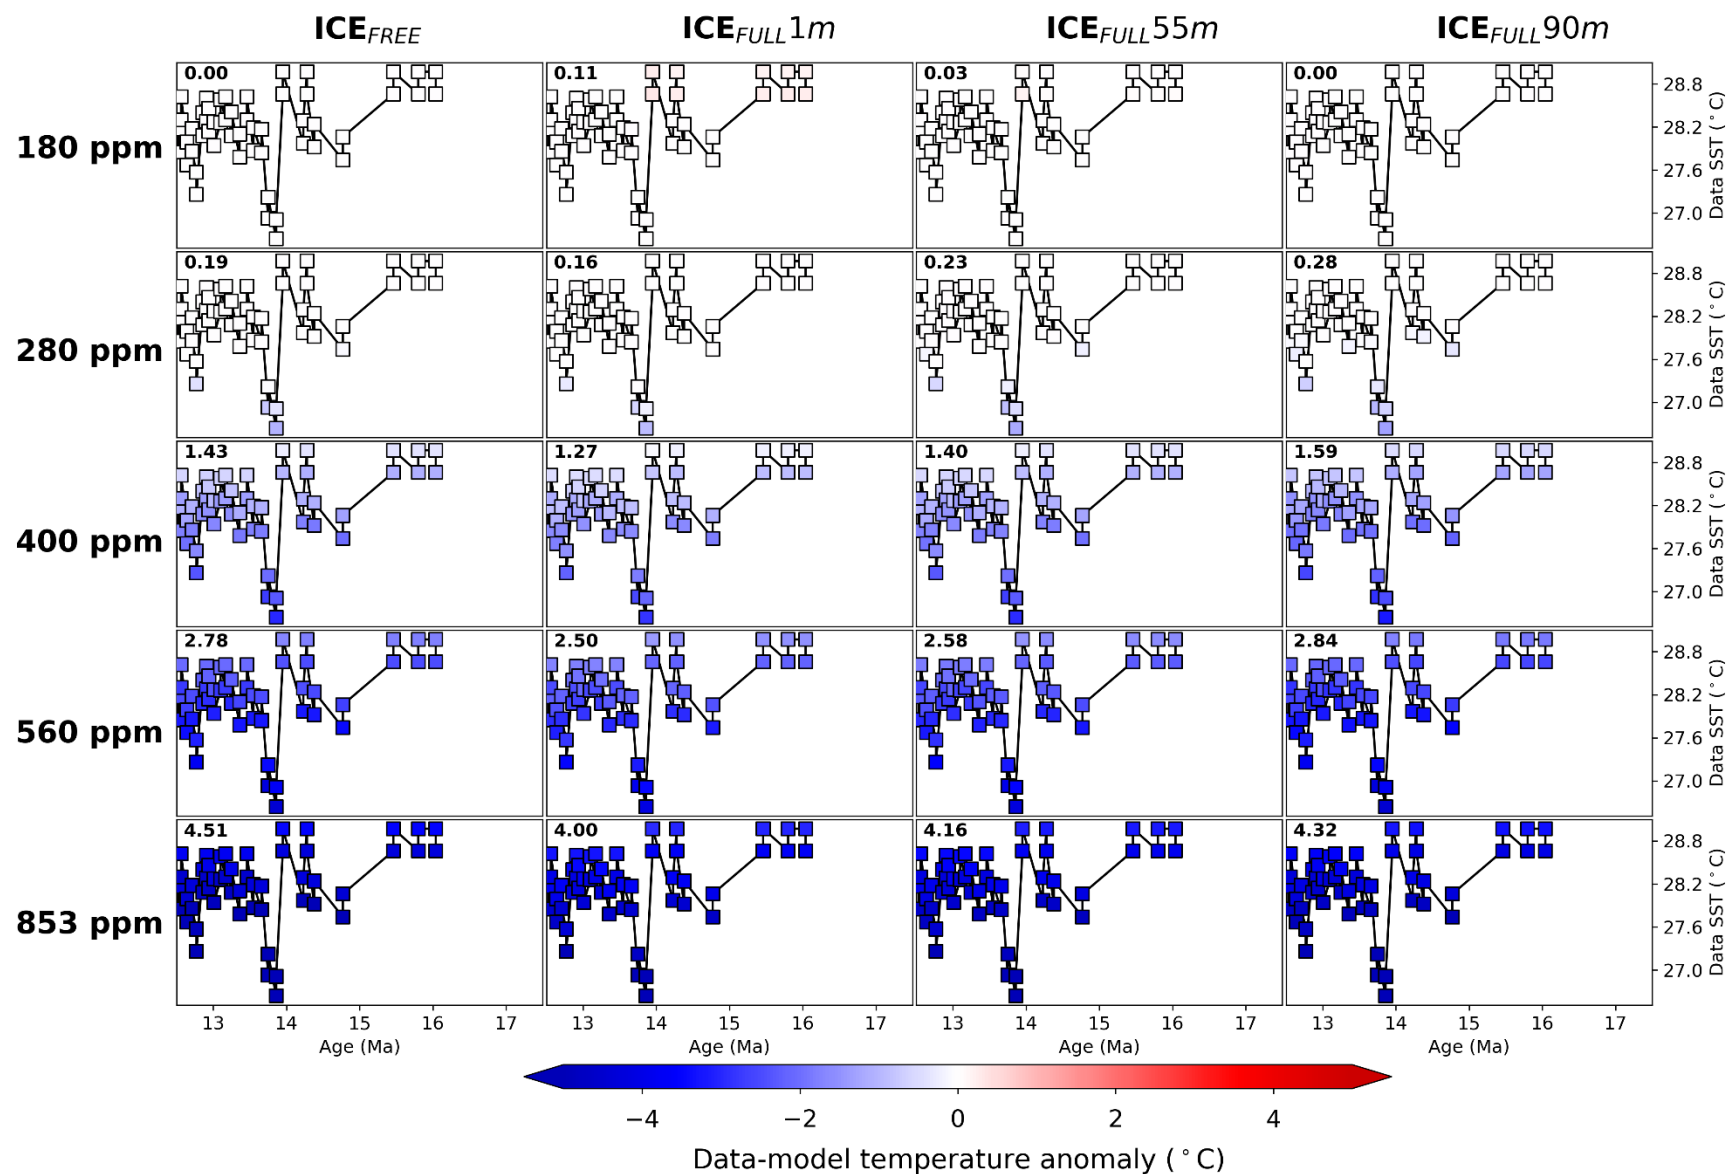 ICE_FREE ICE_FULL1m ICE_FULL55m ICE_FULL90m
180 ppm 0.00 0.11 0.03 0.00
28.8
28.2
27.6
27.0
Data SST (°C)
280 ppm 0.19 0.16 0.23 0.28
28.8
28.2
27.6
27.0
Data SST (°C)
400 ppm 1.43 1.27 1.40 1.59
28.8
28.2
27.6
27.0
Data SST (°C)
560 ppm 2.78 2.50 2.58 2.84
28.8
28.2
27.6
27.0
Data SST (°C)
853 ppm 4.51 4.00 4.16 4.32
28.8
28.2
27.6
27.0
Data SST (°C)
13 14 15 16 17 13 14 15 16 17 13 14 15 16 17 13 14 15 16 17
Age (Ma) Age (Ma) Age (Ma) Age (Ma)
−4 −2 0 2 4
Data-model temperature anomaly (°C)